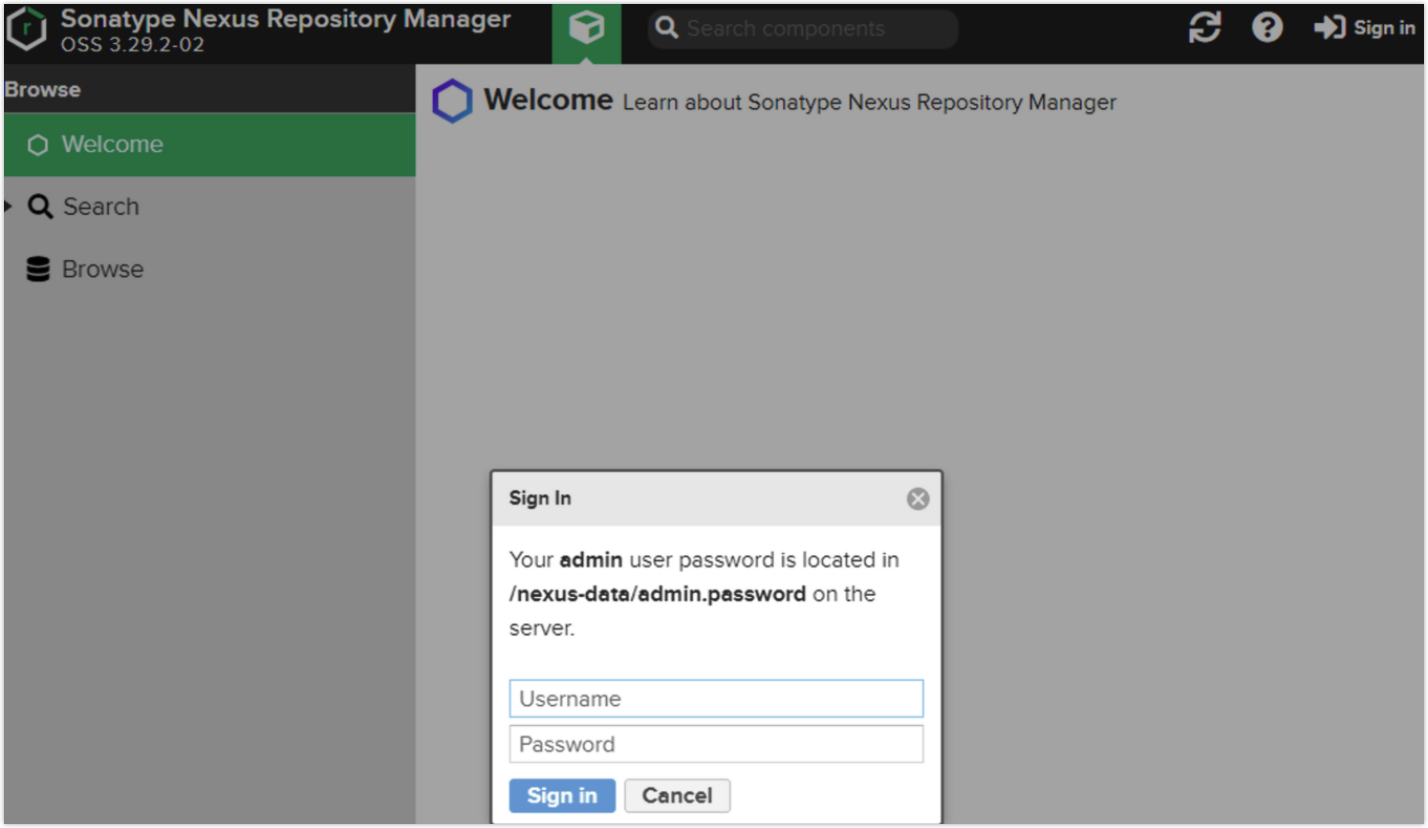 Sonatype Nexus Repository Manager
OSS 3.29.2-02
Search components
Sign in
Browse
Welcome
Search
Browse
Welcome Learn about Sonatype Nexus Repository Manager
Sign In
Your admin user password is located in
/nexus-data/admin.password on the
server.
Username
Password
Sign in
Cancel